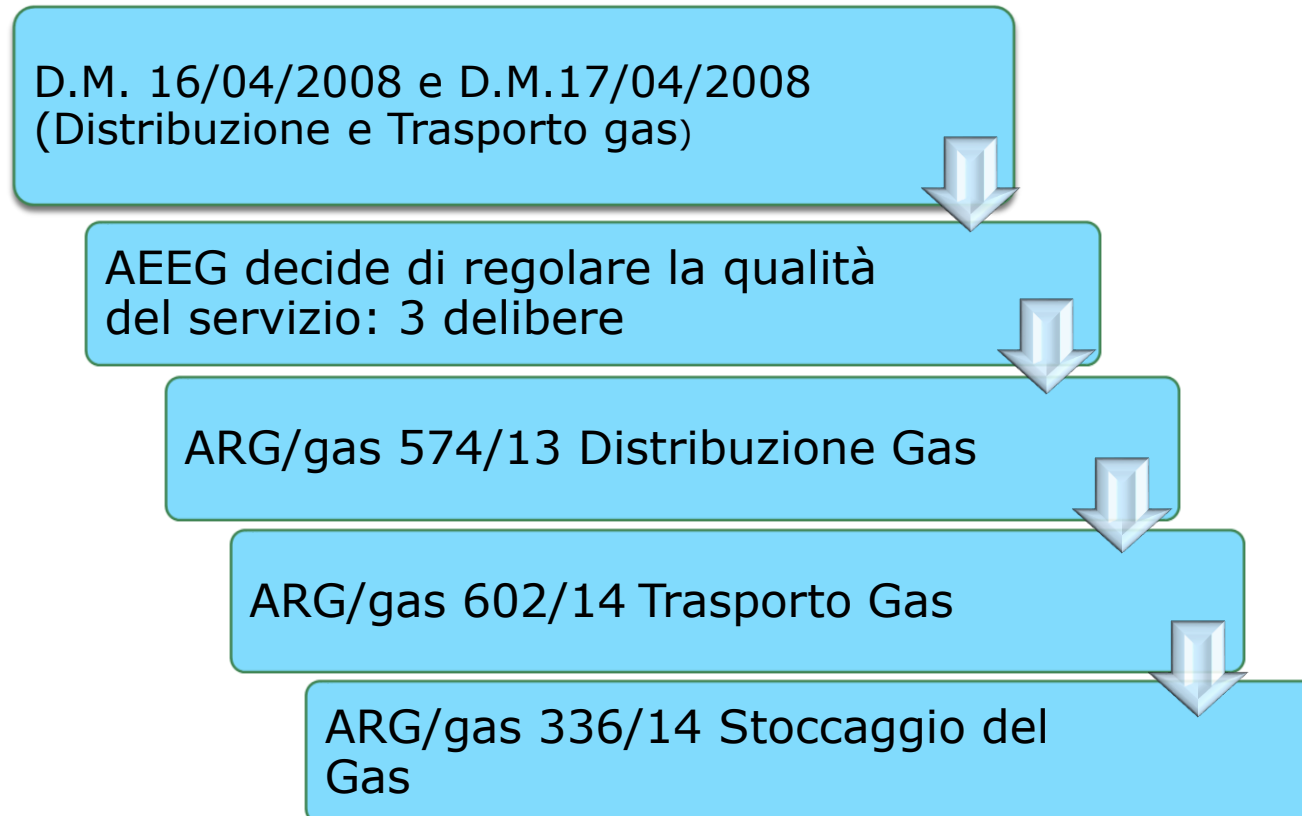 D.M. 16/04/2008 e D.M.17/04/2008
(Distribuzione e Trasporto gas)
AEEG decide di regolare la qualità
del servizio: 3 delibere
ARG/gas 574/13 Distribuzione Gas
ARG/gas 602/14 Trasporto Gas
ARG/gas 336/14 Stoccaggio del
Gas